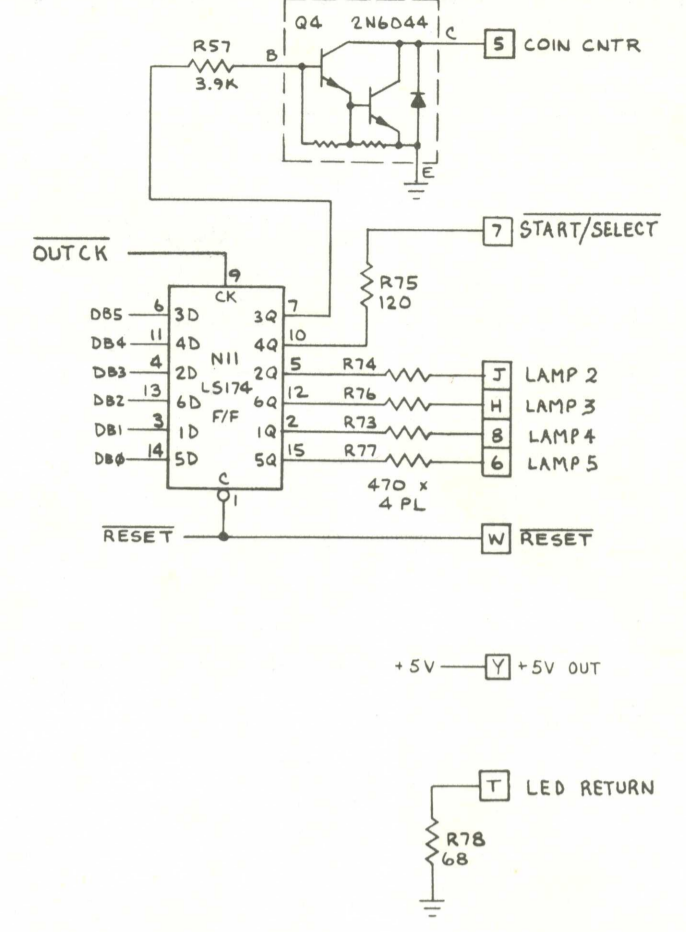 Q4 2N6044
R57
3.9K
B
C
S COIN CNTR
E
OUTCK
9
CK
7 START/SELECT
R75
120
DB5 6 3D 3Q 7
DB4 11 4D 4Q 10
DB3 4 2D 2Q 5 R74 J LAMP 2
DB2 13 6D 6Q 12 R76 H LAMP 3
DB1 3 1D 1Q 2 R73 8 LAMP 4
DBØ 14 5D 5Q 15 R77 6 LAMP 5
N11
LS174
F/F
C
1
470 x
4 PL
RESET W RESET
+5V Y +5V OUT
T LED RETURN
R78
68